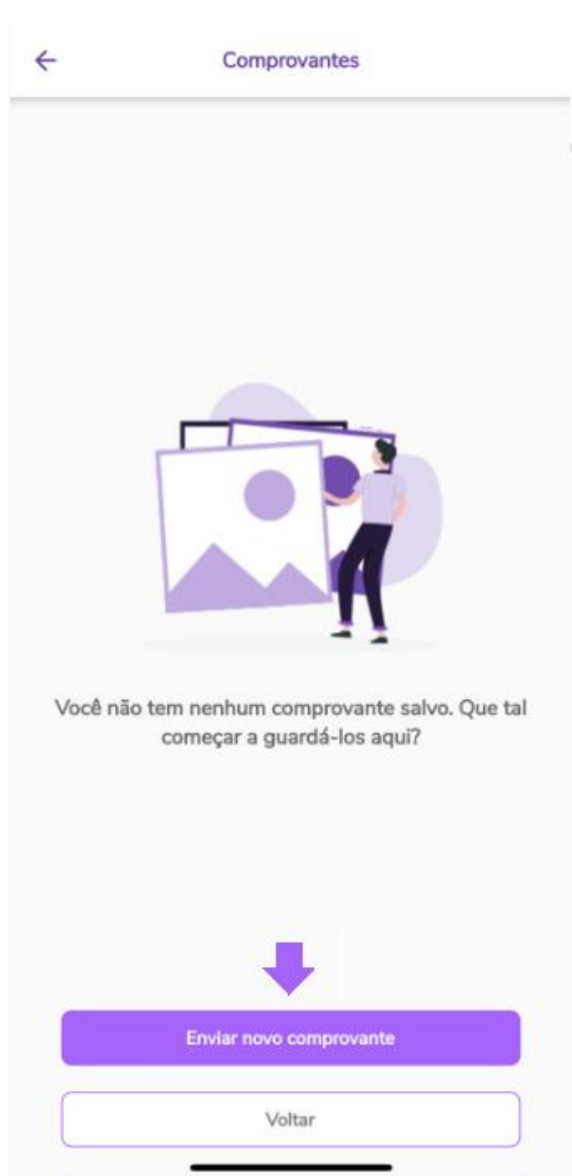 Comprovantes
Você não tem nenhum comprovante salvo. Que tal
começar a guardá-los aqui?
Enviar novo comprovante
Voltar